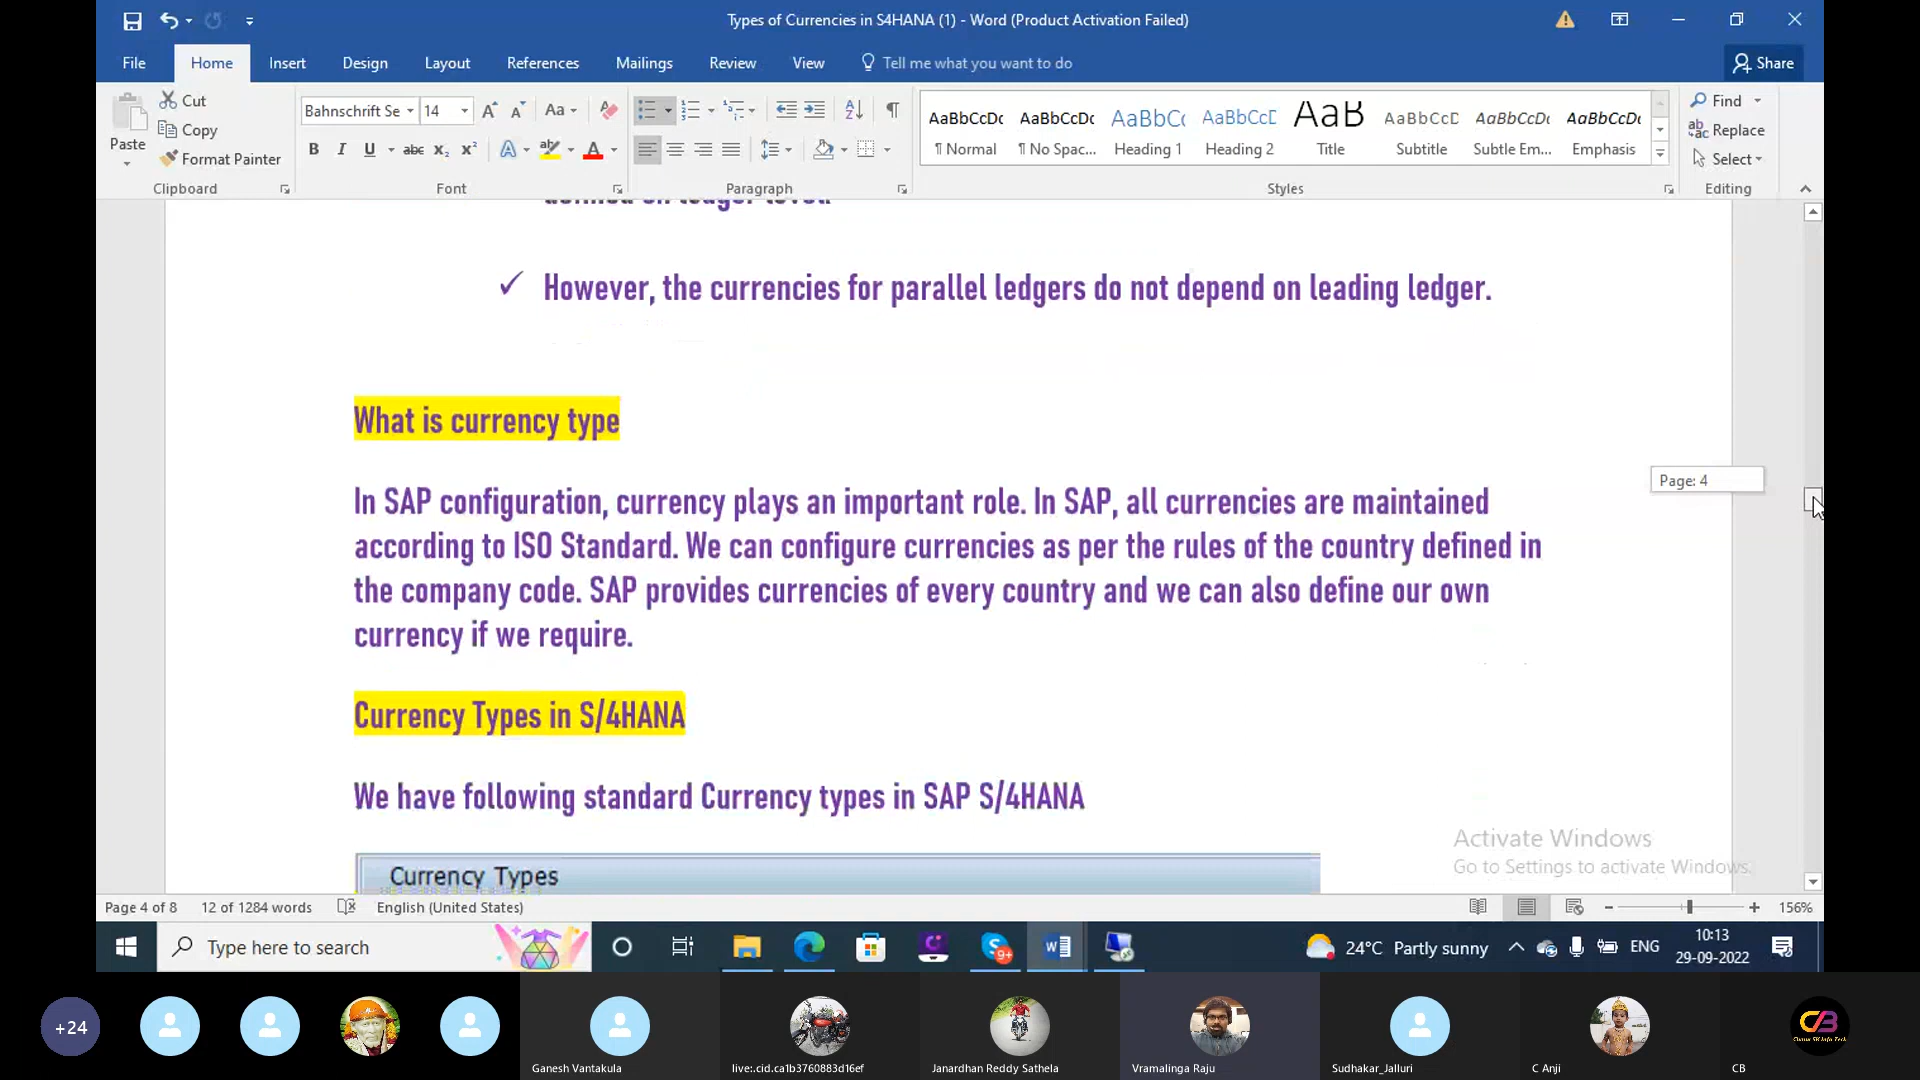 Types of Currencies in S4HANA (1) - Word (Product Activation Failed)
File Home Insert Design Layout References Mailings Review View Tell me what you want to do Share
Paste
Cut
Copy
Format Painter
Clipboard
Bahnschrift Se 14
Font
Paragraph
AaBbCcDc AaBbCcDc AaBbC( AaBbCcE AaB AaBbCcD AaBbCcDc AaBbCcDc
¶ Normal ¶ No Spac... Heading 1 Heading 2 Title Subtitle Subtle Em... Emphasis
Styles
Find
Replace
Select
Editing
defined on ledger level.
✓ However, the currencies for parallel ledgers do not depend on leading ledger.
What is currency type
In SAP configuration, currency plays an important role. In SAP, all currencies are maintained
according to ISO Standard. We can configure currencies as per the rules of the country defined in
the company code. SAP provides currencies of every country and we can also define our own
currency if we require.
Page: 4
Currency Types in S/4HANA
We have following standard Currency types in SAP S/4HANA
Currency Types
Activate Windows
Go to Settings to activate Windows.
Page 4 of 8 12 of 1284 words English (United States) 156%
Type here to search
9+
24°C Partly sunny
ENG
10:13
29-09-2022
+24
Ganesh Vantakula
live:.cid.ca1b3760883d16ef
Janardhan Reddy Sathela
Vramalinga Raju
Sudhakar_Jalluri
C Anji
CB